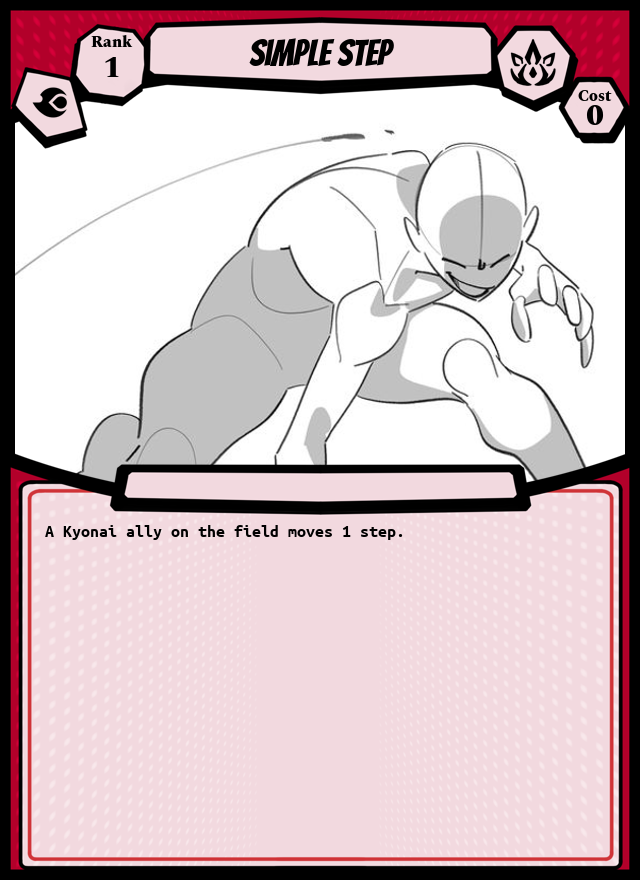 Rank
1
SIMPLE STEP
Cost
0
A Kyonai ally on the field moves 1 step.